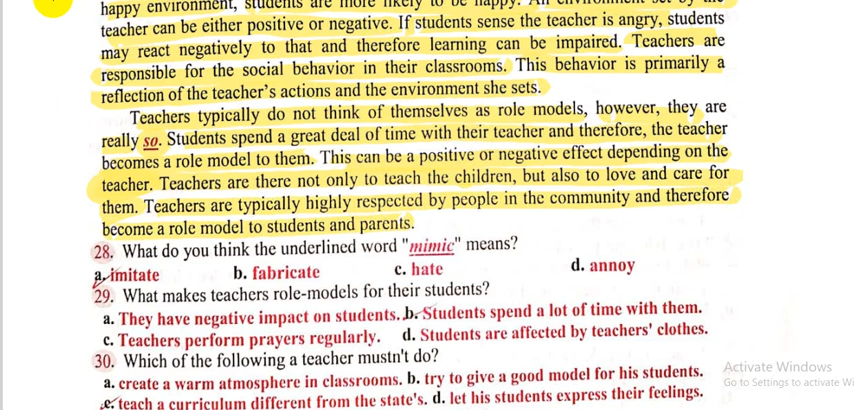 happy environment, students are more likely to be happy. An environment set by the
teacher can be either positive or negative. If students sense the teacher is angry, students
may react negatively to that and therefore learning can be impaired. Teachers are
responsible for the social behavior in their classrooms. This behavior is primarily a
reflection of the teacher's actions and the environment she sets.
Teachers typically do not think of themselves as role models, however, they are
really so. Students spend a great deal of time with their teacher and therefore, the teacher
becomes a role model to them. This can be a positive or negative effect depending on the
teacher. Teachers are there not only to teach the children, but also to love and care for
them. Teachers are typically highly respected by people in the community and therefore
become a role model to students and parents.
28. What do you think the underlined word "mimic" means?
a. imitate b. fabricate c. hate d. annoy
29. What makes teachers role-models for their students?
a. They have negative impact on students. b. Students spend a lot of time with them.
c. Teachers perform prayers regularly. d. Students are affected by teachers' clothes.
30. Which of the following a teacher mustn't do?
a. create a warm atmosphere in classrooms. b. try to give a good model for his students.
c. teach a curriculum different from the state's. d. let his students express their feelings.
Activate Windows
Go to Settings to activate Wi